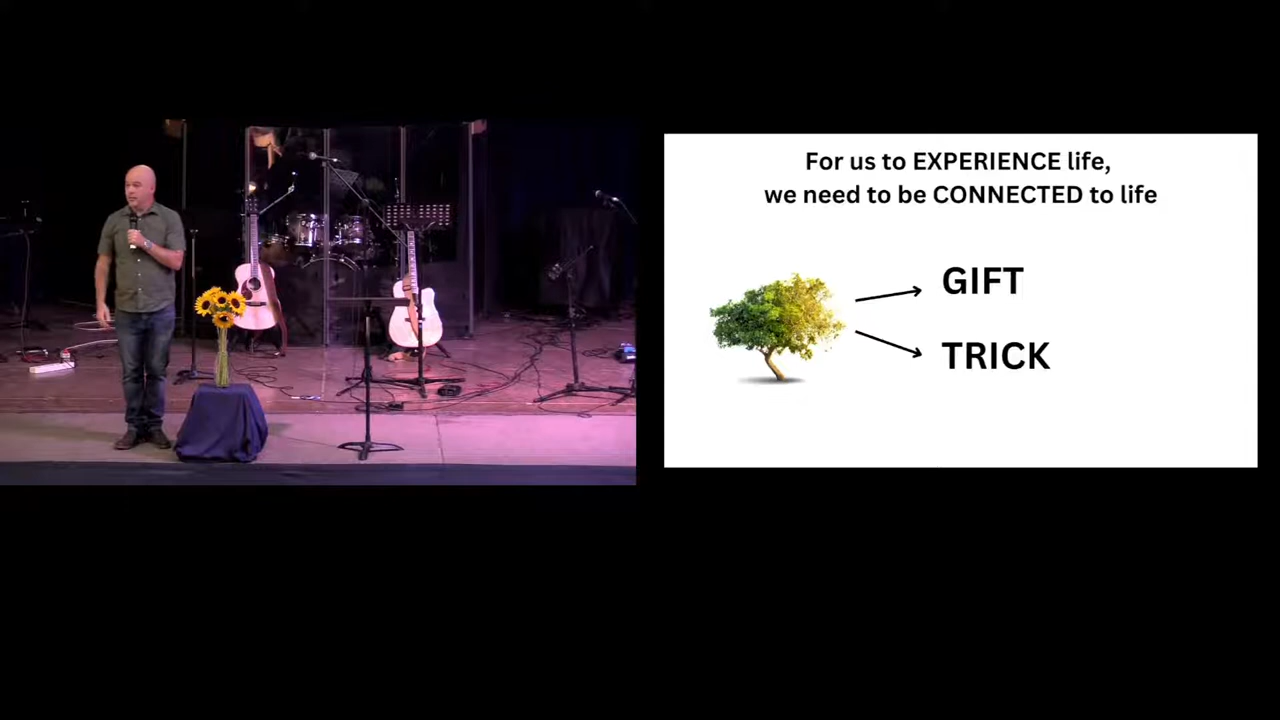 For us to EXPERIENCE life,
we need to be CONNECTED to life
GIFT
TRICK